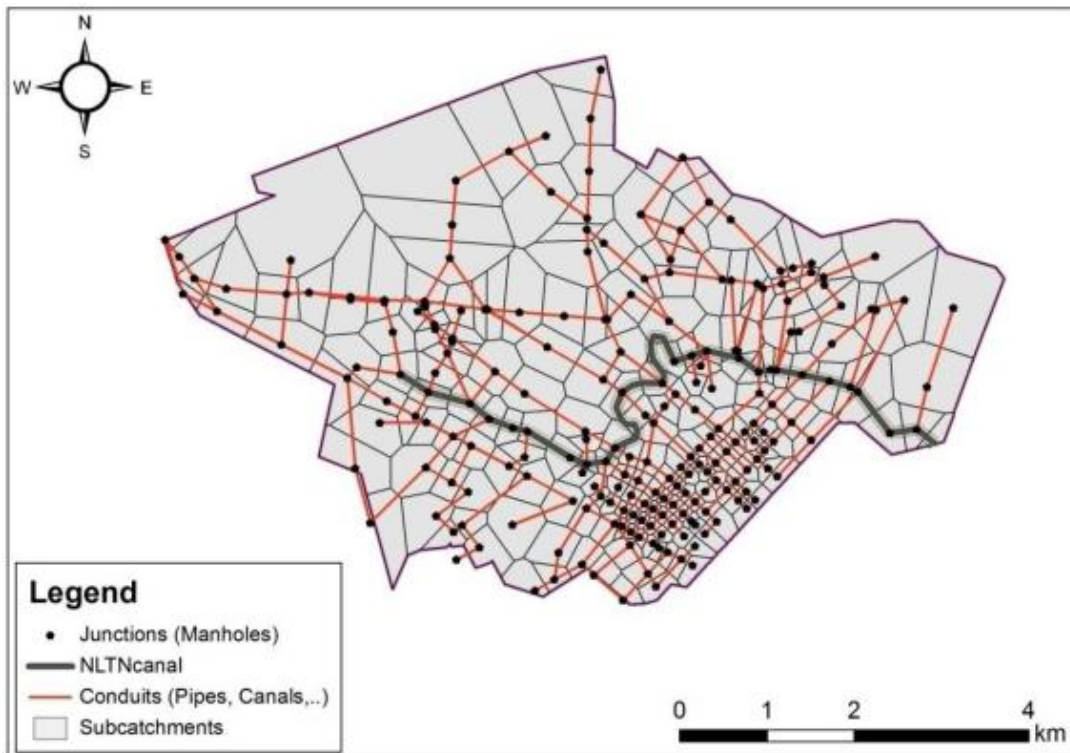 N
W E
S
Legend
Junctions (Manholes)
NLTNcanal
Conduits (Pipes, Canals,..)
Subcatchments
0 1 2 4
km